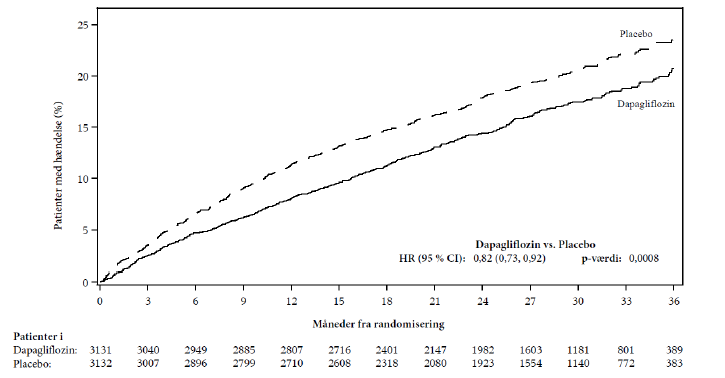 Placebo
Dapagliflozin
Patienter med hændelse (%)
25
20
15
10
5
0
Dapagliflozin vs. Placebo
HR (95 % CI): 0,82 (0,73, 0,92) p-værdi: 0,0008
0 3 6 9 12 15 18 21 24 27 30 33 36
Måneder fra randomisering
Patienter i
Dapagliflozin: 3131 3040 2949 2885 2807 2716 2401 2147 1982 1603 1181 801 389
Placebo: 3132 3007 2896 2799 2710 2608 2318 2080 1923 1554 1140 772 383